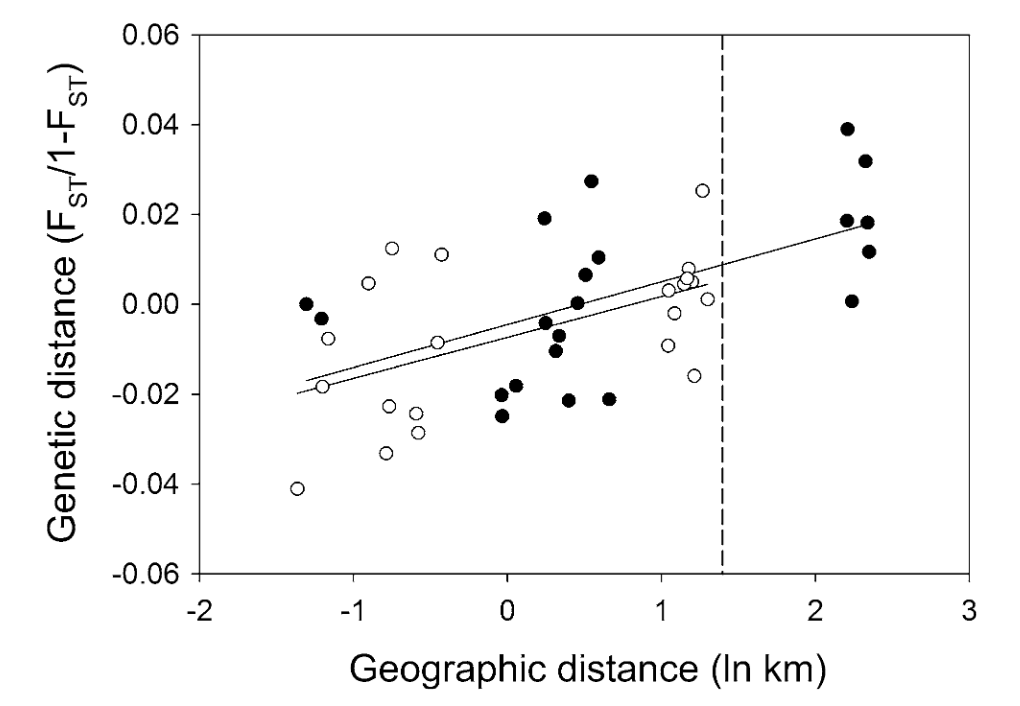 0.06
0.04
0.02
0.00
-0.02
-0.04
-0.06
Genetic distance (FST/1-FST)
-2 -1 0 1 2 3
Geographic distance (ln km)